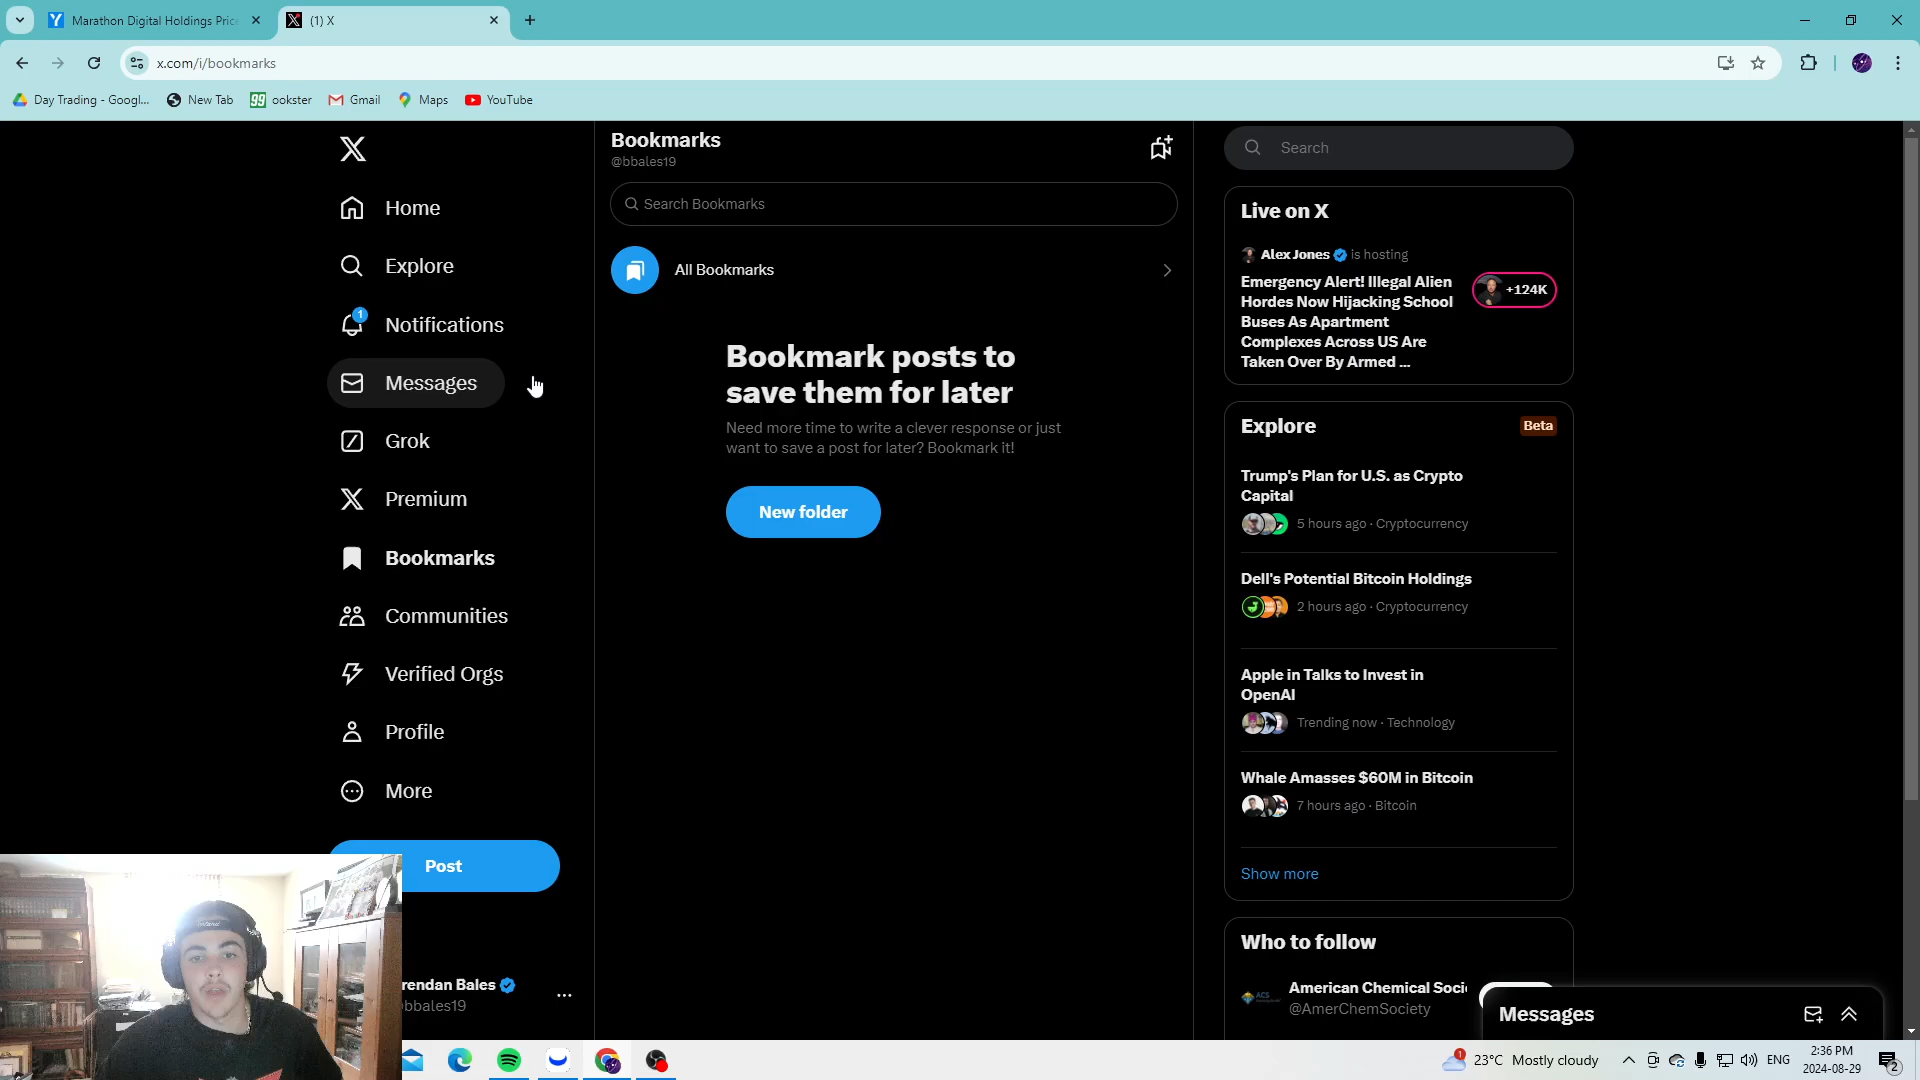 Marathon Digital Holdings Price
(1) X
x.com/i/bookmarks
Day Trading - Googl...
New Tab
99
ookster
Gmail
Maps
YouTube
Home
Explore
1
Notifications
Messages
Grok
Premium
Bookmarks
Communities
Verified Orgs
Profile
More
Post
rendan Bales
bbales19
Bookmarks
@bbales19
Search Bookmarks
All Bookmarks
Bookmark posts to
save them for later
Need more time to write a clever response or just
want to save a post for later? Bookmark it!
New folder
Search
Live on X
Alex Jones is hosting
Emergency Alert! Illegal Alien
Hordes Now Hijacking School
Buses As Apartment
Complexes Across US Are
Taken Over By Armed ...
+124K
Explore
Beta
Trump's Plan for U.S. as Crypto
Capital
5 hours ago · Cryptocurrency
Dell's Potential Bitcoin Holdings
2 hours ago · Cryptocurrency
Apple in Talks to Invest in
OpenAI
Trending now · Technology
Whale Amasses $60M in Bitcoin
7 hours ago · Bitcoin
Show more
Who to follow
ACS
American Chemical Soci
@AmerChemSociety
Messages
1
23°C Mostly cloudy
ENG
2:36 PM
2024-08-29
2